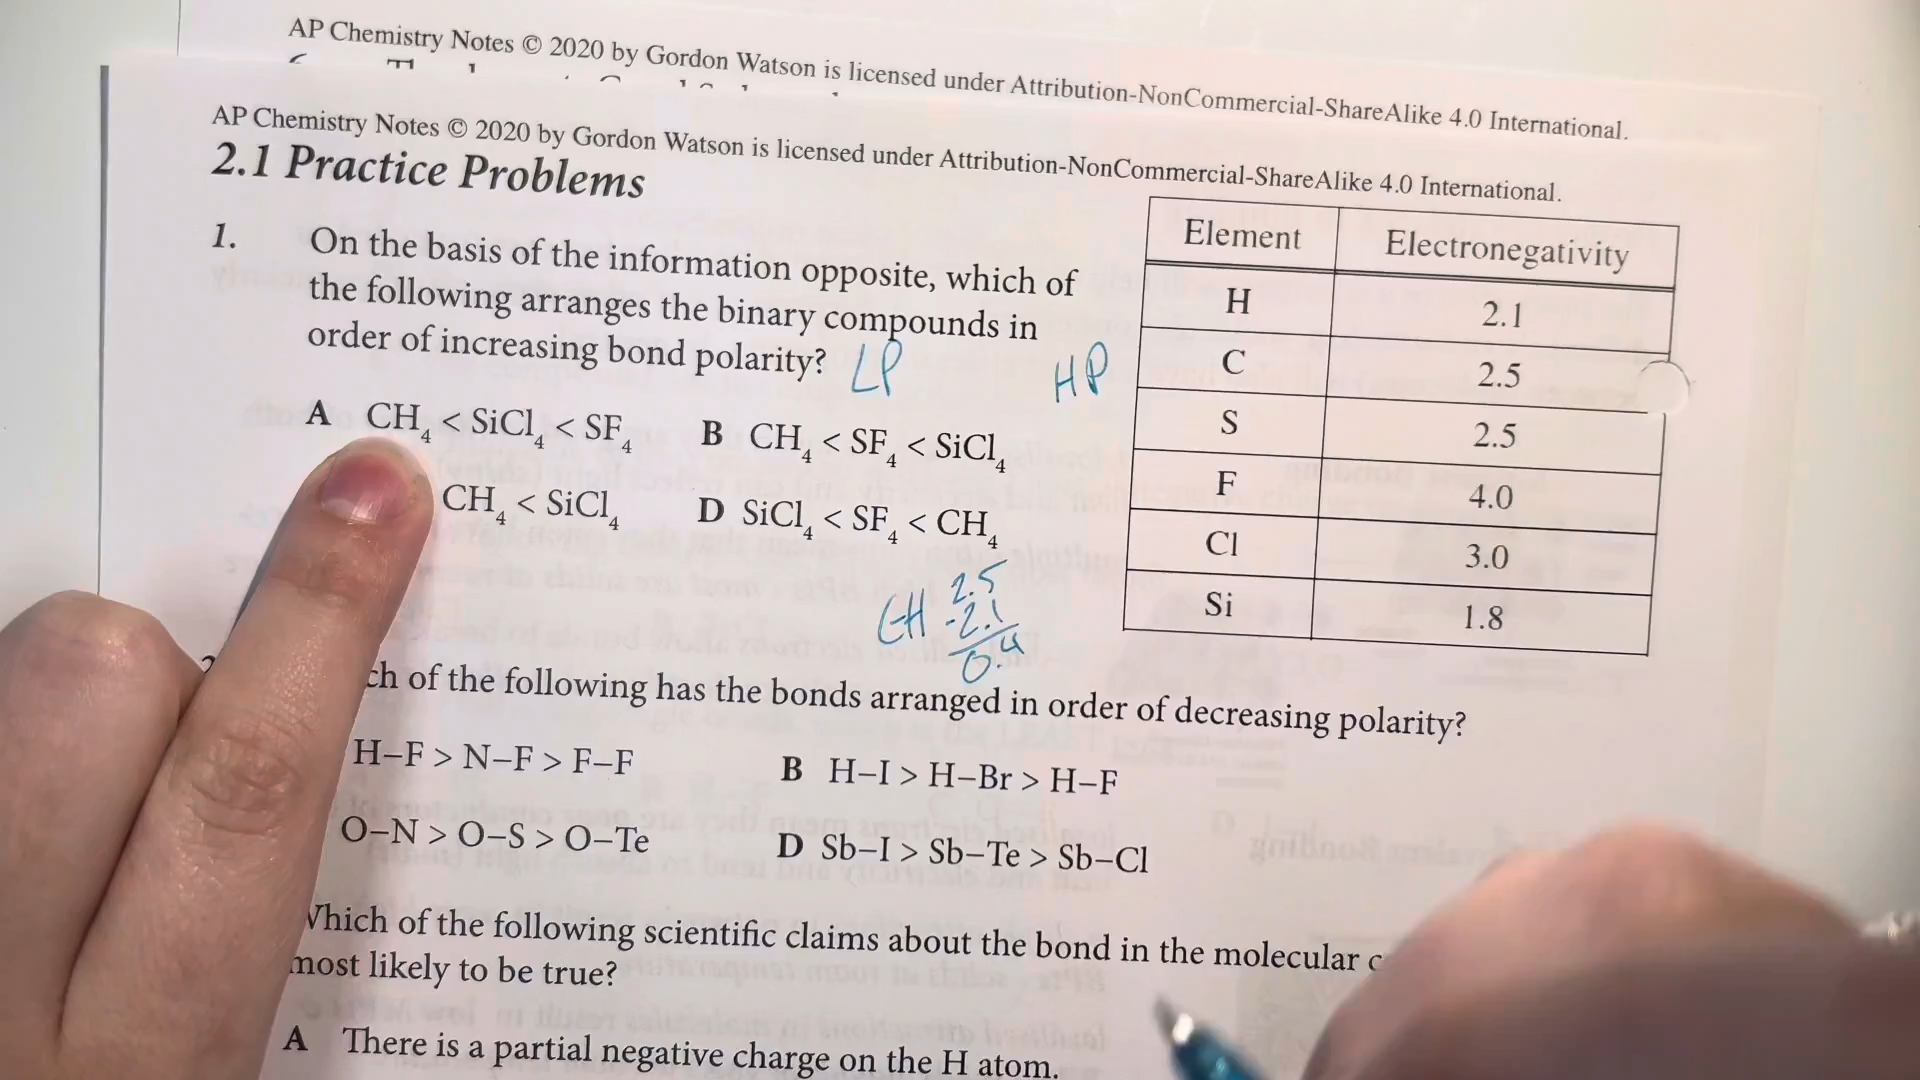 AP Chemistry Notes © 2020 by Gordon Watson is licensed under Attribution-NonCommercial-ShareAlike 4.0 International.
AP Chemistry Notes © 2020 by Gordon Watson is licensed under Attribution-NonCommercial-ShareAlike 4.0 International.
2.1 Practice Problems
1. On the basis of the information opposite, which of
the following arranges the binary compounds in
order of increasing bond polarity? LP HP
A CH₄ < SiCl₄ < SF₄ B CH₄ < SF₄ < SiCl₄
CH₄ < SiCl₄ D SiCl₄ < SF₄ < CH₄
Element Electronegativity
H 2.1
C 2.5
S 2.5
F 4.0
Cl 3.0
Si 1.8
2.5
CH -2.1
0.4
ch of the following has the bonds arranged in order of decreasing polarity?
H–F > N–F > F–F B H–I > H–Br > H–F
O–N > O–S > O–Te D Sb–I > Sb–Te > Sb–Cl
Which of the following scientific claims about the bond in the molecular c
most likely to be true?
A There is a partial negative charge on the H atom.